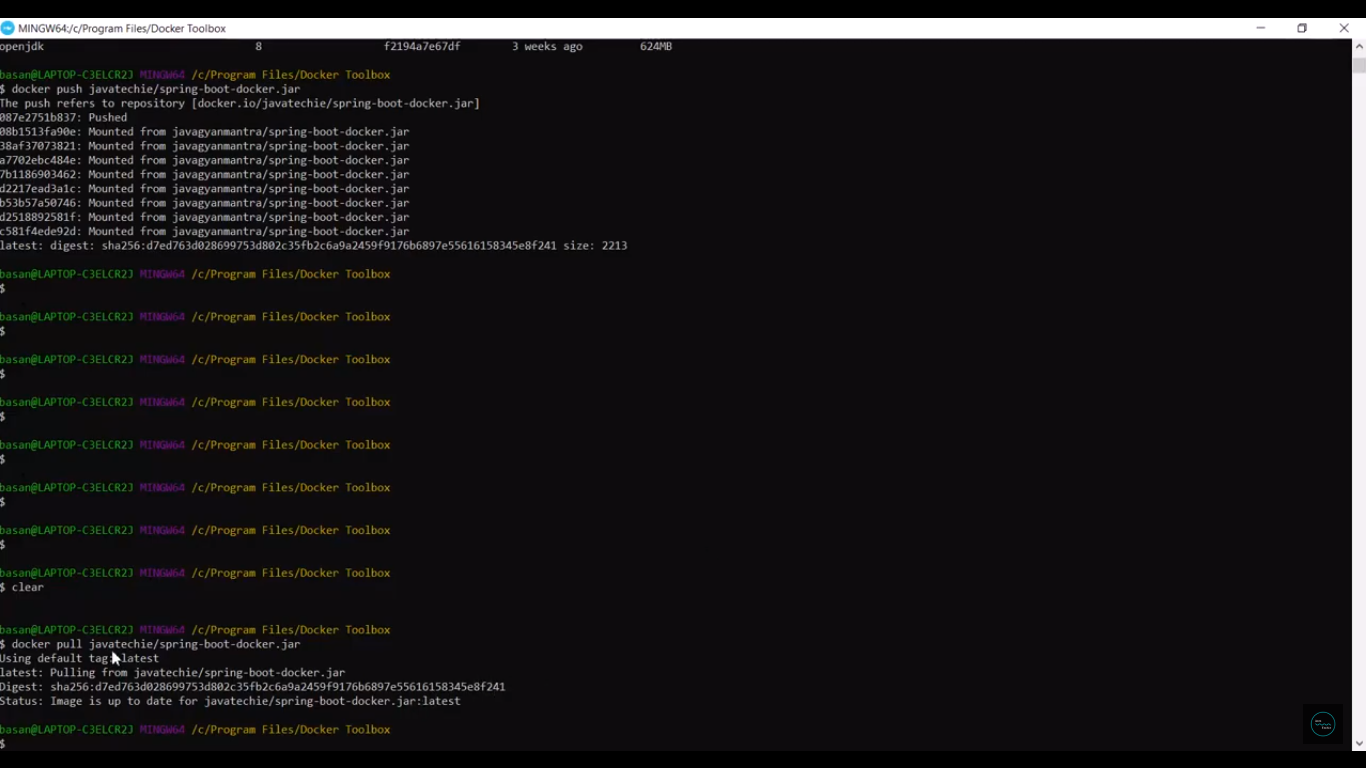 MINGW64:/c/Program Files/Docker Toolbox
openjdk 8 f2194a7e67df 3 weeks ago 624MB
basan@LAPTOP-C3ELCR2J MINGW64 /c/Program Files/Docker Toolbox
$ docker push javatechie/spring-boot-docker.jar
The push refers to repository [docker.io/javatechie/spring-boot-docker.jar]
087e2751b837: Pushed
08b1513fa90e: Mounted from javagyanmantra/spring-boot-docker.jar
38af37073821: Mounted from javagyanmantra/spring-boot-docker.jar
a7702ebc484e: Mounted from javagyanmantra/spring-boot-docker.jar
7b1186903462: Mounted from javagyanmantra/spring-boot-docker.jar
d2217ead3a1c: Mounted from javagyanmantra/spring-boot-docker.jar
b53b57a50746: Mounted from javagyanmantra/spring-boot-docker.jar
d2518892581f: Mounted from javagyanmantra/spring-boot-docker.jar
c581f4ede92d: Mounted from javagyanmantra/spring-boot-docker.jar
latest: digest: sha256:d7ed763d028699753d802c35fb2c6a9a2459f9176b6897e55616158345e8f241 size: 2213
basan@LAPTOP-C3ELCR2J MINGW64 /c/Program Files/Docker Toolbox
$
basan@LAPTOP-C3ELCR2J MINGW64 /c/Program Files/Docker Toolbox
$
basan@LAPTOP-C3ELCR2J MINGW64 /c/Program Files/Docker Toolbox
$
basan@LAPTOP-C3ELCR2J MINGW64 /c/Program Files/Docker Toolbox
$
basan@LAPTOP-C3ELCR2J MINGW64 /c/Program Files/Docker Toolbox
$
basan@LAPTOP-C3ELCR2J MINGW64 /c/Program Files/Docker Toolbox
$
basan@LAPTOP-C3ELCR2J MINGW64 /c/Program Files/Docker Toolbox
$
basan@LAPTOP-C3ELCR2J MINGW64 /c/Program Files/Docker Toolbox
$ clear
basan@LAPTOP-C3ELCR2J MINGW64 /c/Program Files/Docker Toolbox
$ docker pull javatechie/spring-boot-docker.jar
Using default tag: latest
latest: Pulling from javatechie/spring-boot-docker.jar
Digest: sha256:d7ed763d028699753d802c35fb2c6a9a2459f9176b6897e55616158345e8f241
Status: Image is up to date for javatechie/spring-boot-docker.jar:latest
basan@LAPTOP-C3ELCR2J MINGW64 /c/Program Files/Docker Toolbox
$